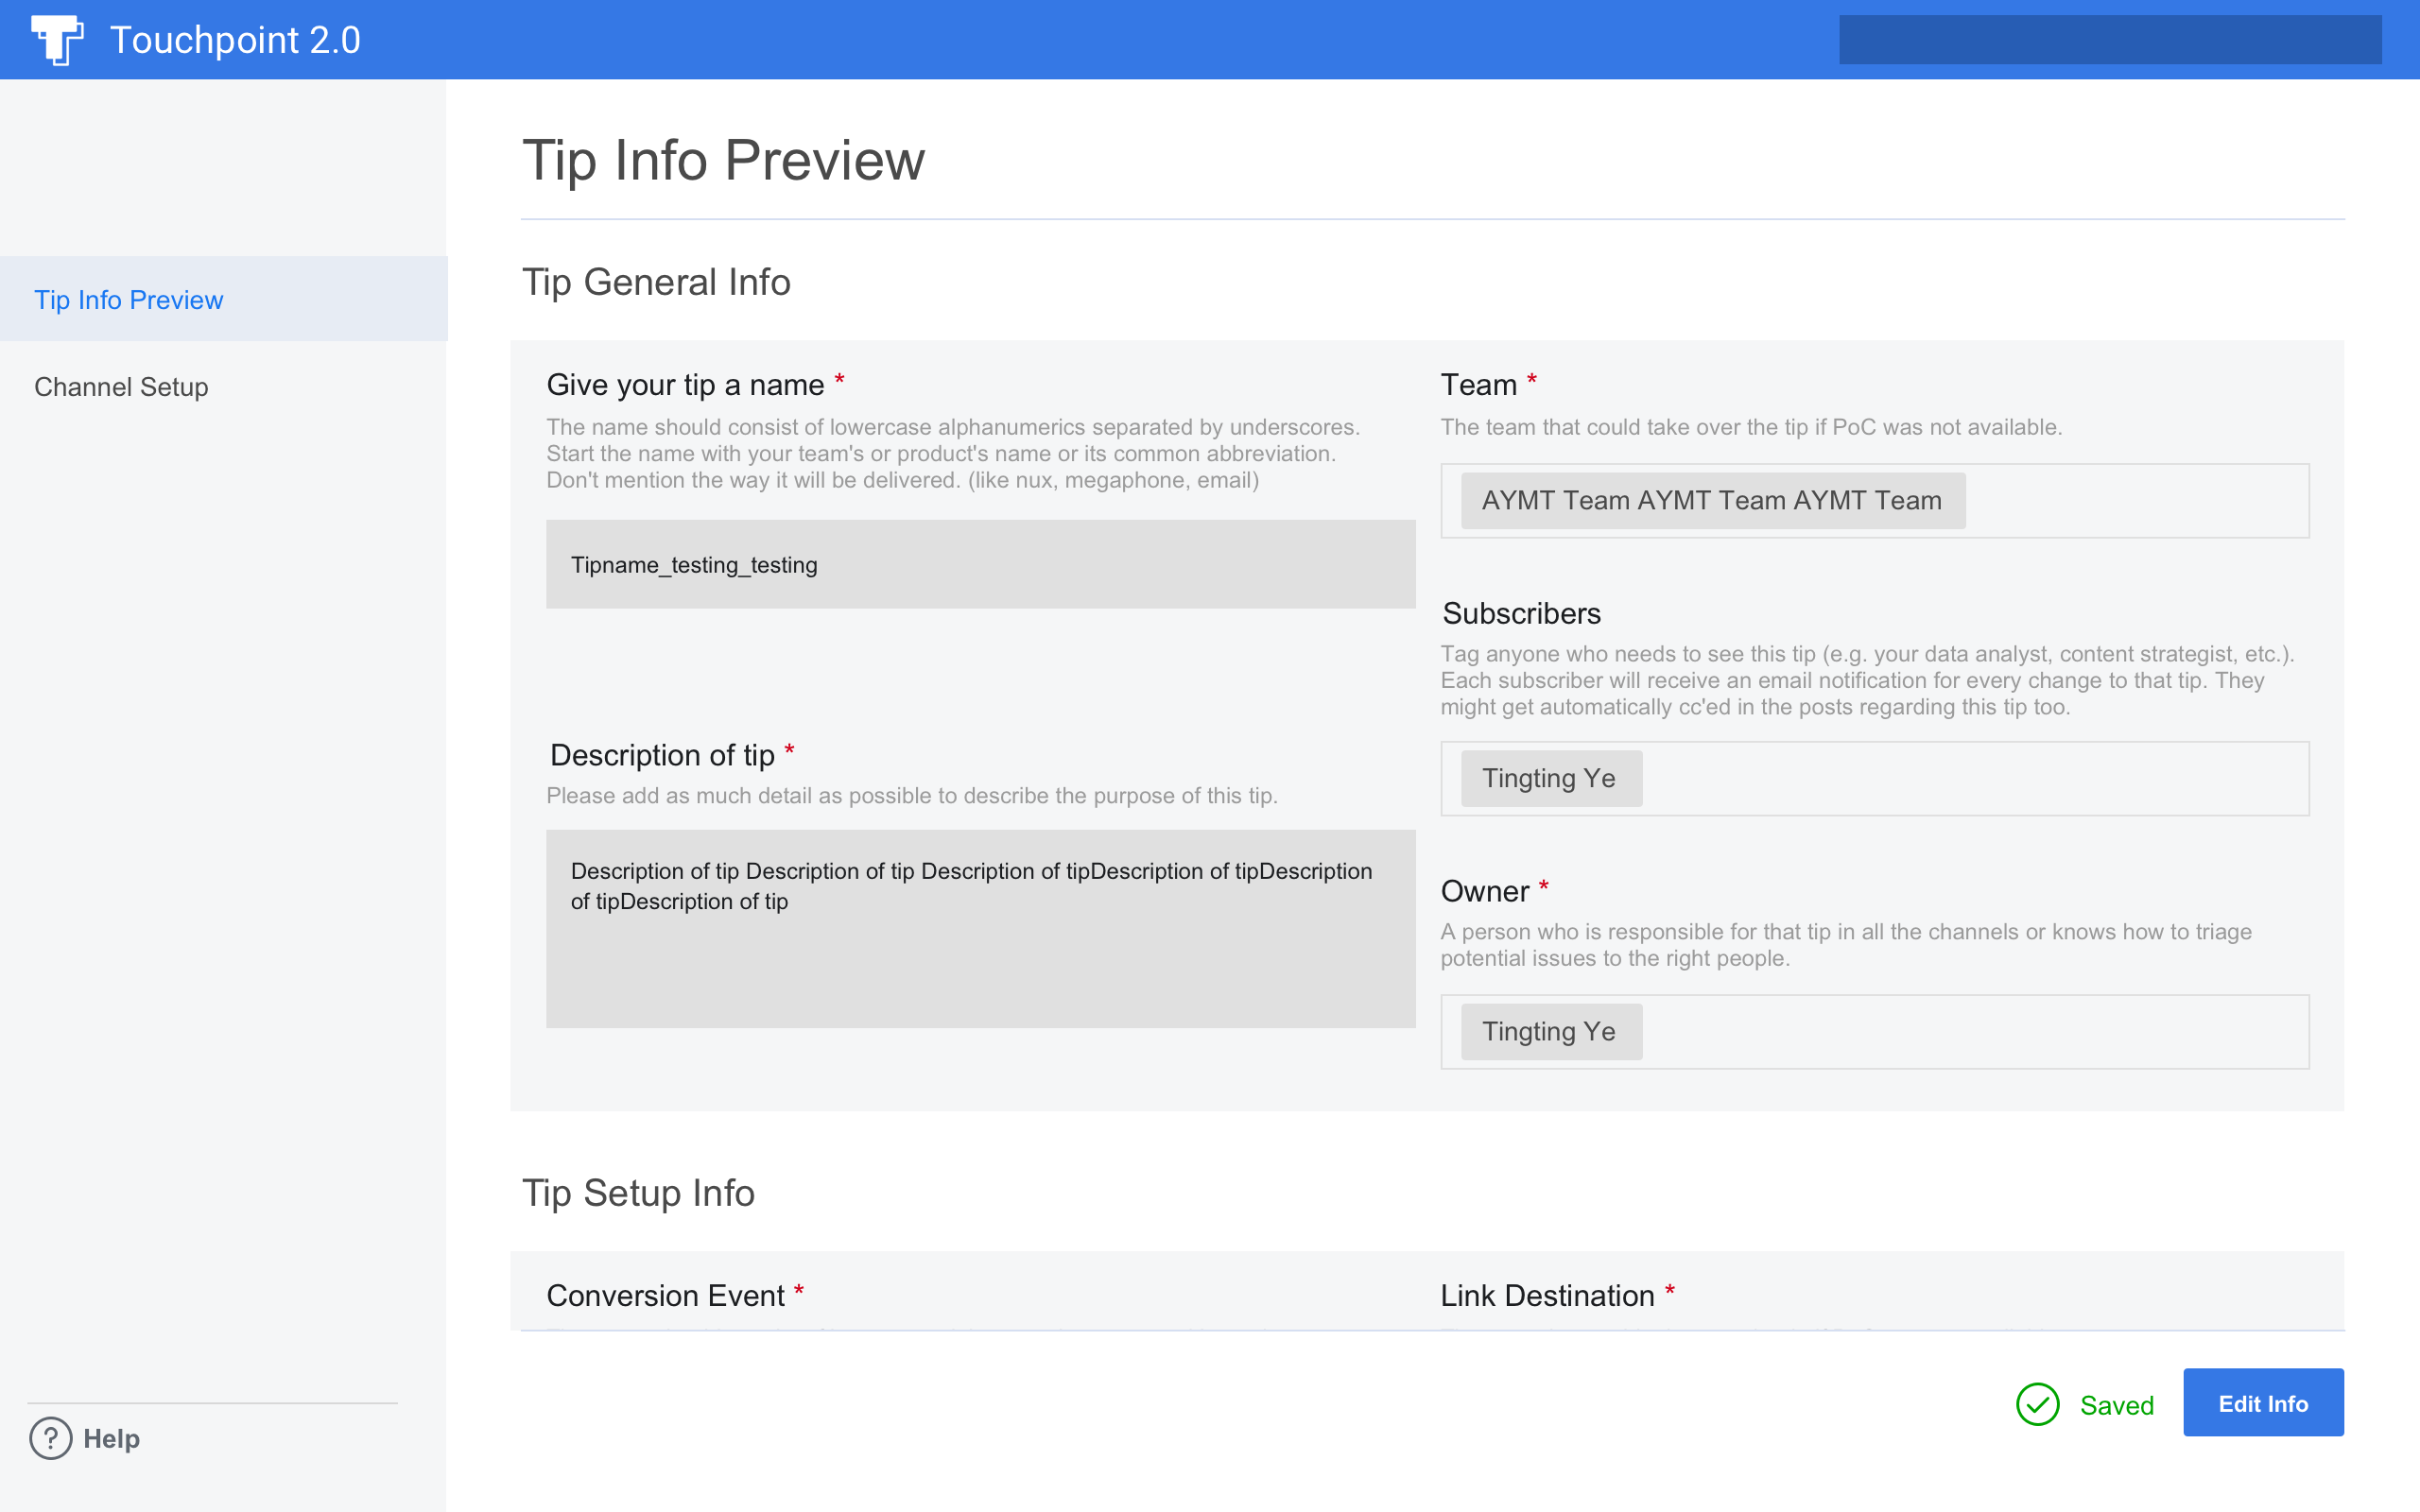 Touchpoint 2.0
Tip Info Preview
Channel Setup
Help
Tip Info Preview
Tip General Info
Give your tip a name *
The name should consist of lowercase alphanumerics separated by underscores.
Start the name with your team's or product's name or its common abbreviation.
Don't mention the way it will be delivered. (like nux, megaphone, email)
Tipname_testing_testing
Description of tip *
Please add as much detail as possible to describe the purpose of this tip.
Description of tip Description of tip Description of tipDescription of tipDescription
of tipDescription of tip
Team *
The team that could take over the tip if PoC was not available.
AYMT Team AYMT Team AYMT Team
Subscribers
Tag anyone who needs to see this tip (e.g. your data analyst, content strategist, etc.).
Each subscriber will receive an email notification for every change to that tip. They
might get automatically cc'ed in the posts regarding this tip too.
Tingting Ye
Owner *
A person who is responsible for that tip in all the channels or knows how to triage
potential issues to the right people.
Tingting Ye
Tip Setup Info
Conversion Event *
Link Destination *
Saved
Edit Info